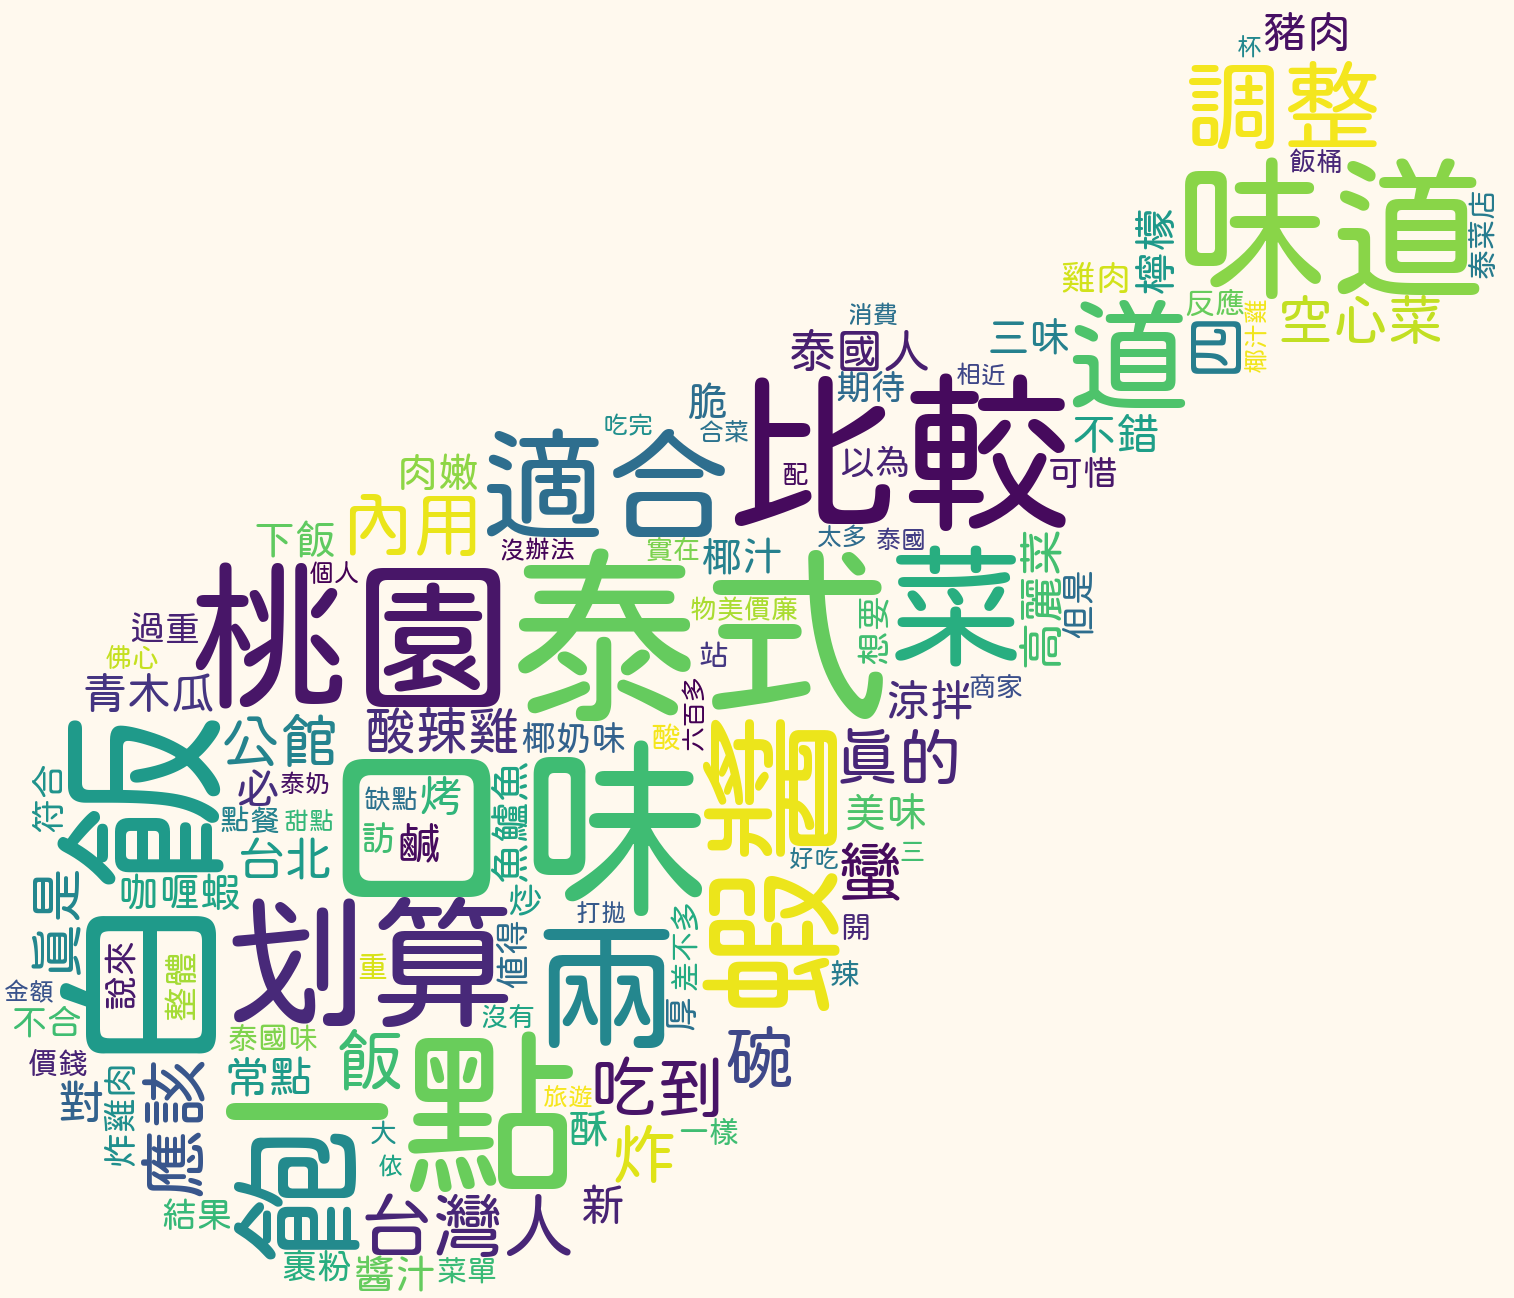 豬肉
杯
調整
飯桶
味道
泰菜店
檸檬
雞肉
反應
椰汁雞
空心菜
道
四
三味
消費
泰國人
期待
相近
不錯
脆
合菜
吃完
比較
以為
配
可惜
肉嫩
適合
內用
下飯
沒辦法
實在
椰汁
太多
泰國
個人
桃園
泰式
菜
高麗菜
但是
物美價廉
想要
過重
佛心
站
青木瓜
商家
涼拌
六百多
酸辣雞
椰奶味
酸
公館
飯
必
泰奶
符合
點餐
甜點
缺點
烤
訪
鹹
口味
鱸魚
魚
蝦醬
真的
美味
台北
咖喱蝦
好吃
蠻
三
真是
炒
打拋
開
白
說來
整體
划算
重
值得
兩
差不多
厚
辣
金額
不合
沒有
泰國味
價錢
常點
飯
一點
碗
旅遊
吃到
對
炸雞肉
應該
大
依
酥
炸
一樣
飽
結果
台灣人
新
裹粉
醬汁
菜單